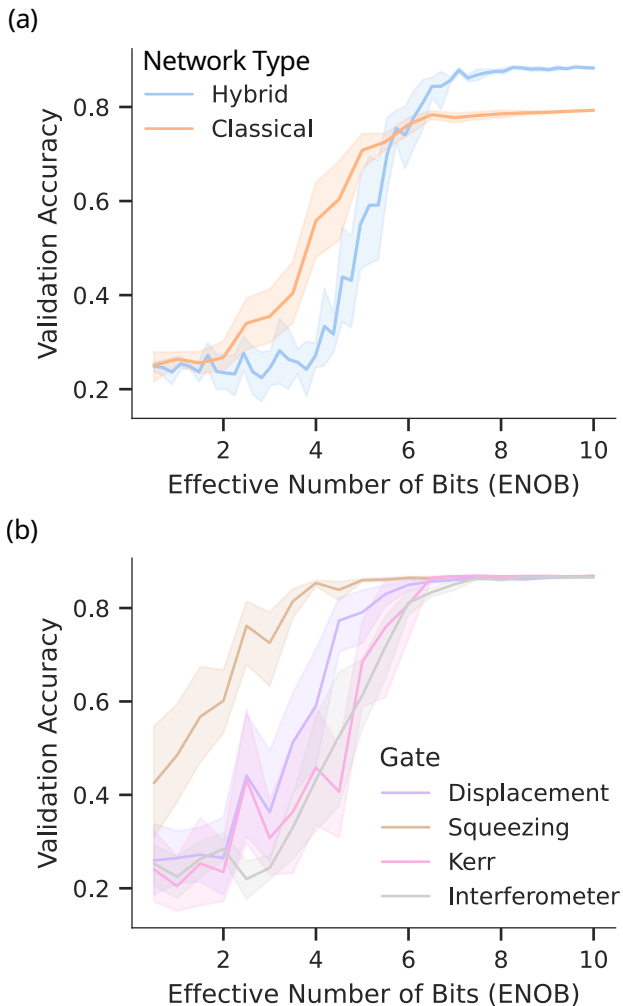 (a)
Network Type
Hybrid
Classical
Validation Accuracy
0.8
0.6
0.4
0.2
2 4 6 8 10
Effective Number of Bits (ENOB)
(b)
Validation Accuracy
0.8
0.6
0.4
0.2
Gate
Displacement
Squeezing
Kerr
Interferometer
2 4 6 8 10
Effective Number of Bits (ENOB)